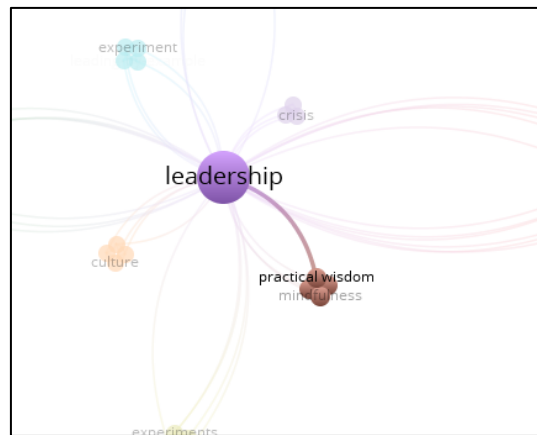 experiment
crisis
leadership
culture
practical wisdom
mindfulness
experiments